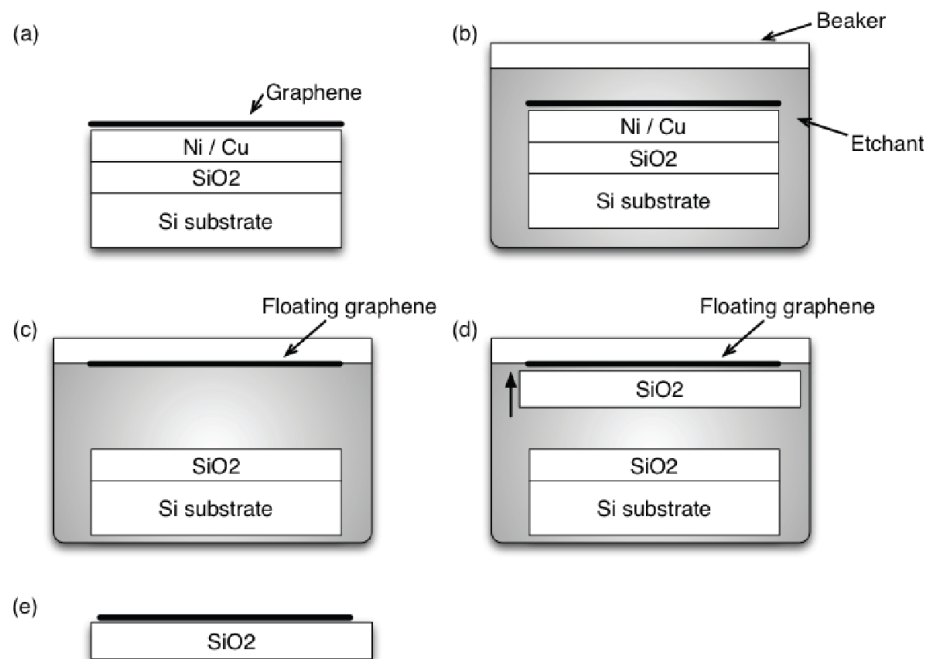 (a)
Graphene
Ni / Cu
SiO2
Si substrate
(b)
Beaker
Ni / Cu
SiO2
Si substrate
Etchant
(c)
Floating graphene
SiO2
Si substrate
(d)
Floating graphene
SiO2
SiO2
Si substrate
(e)
SiO2